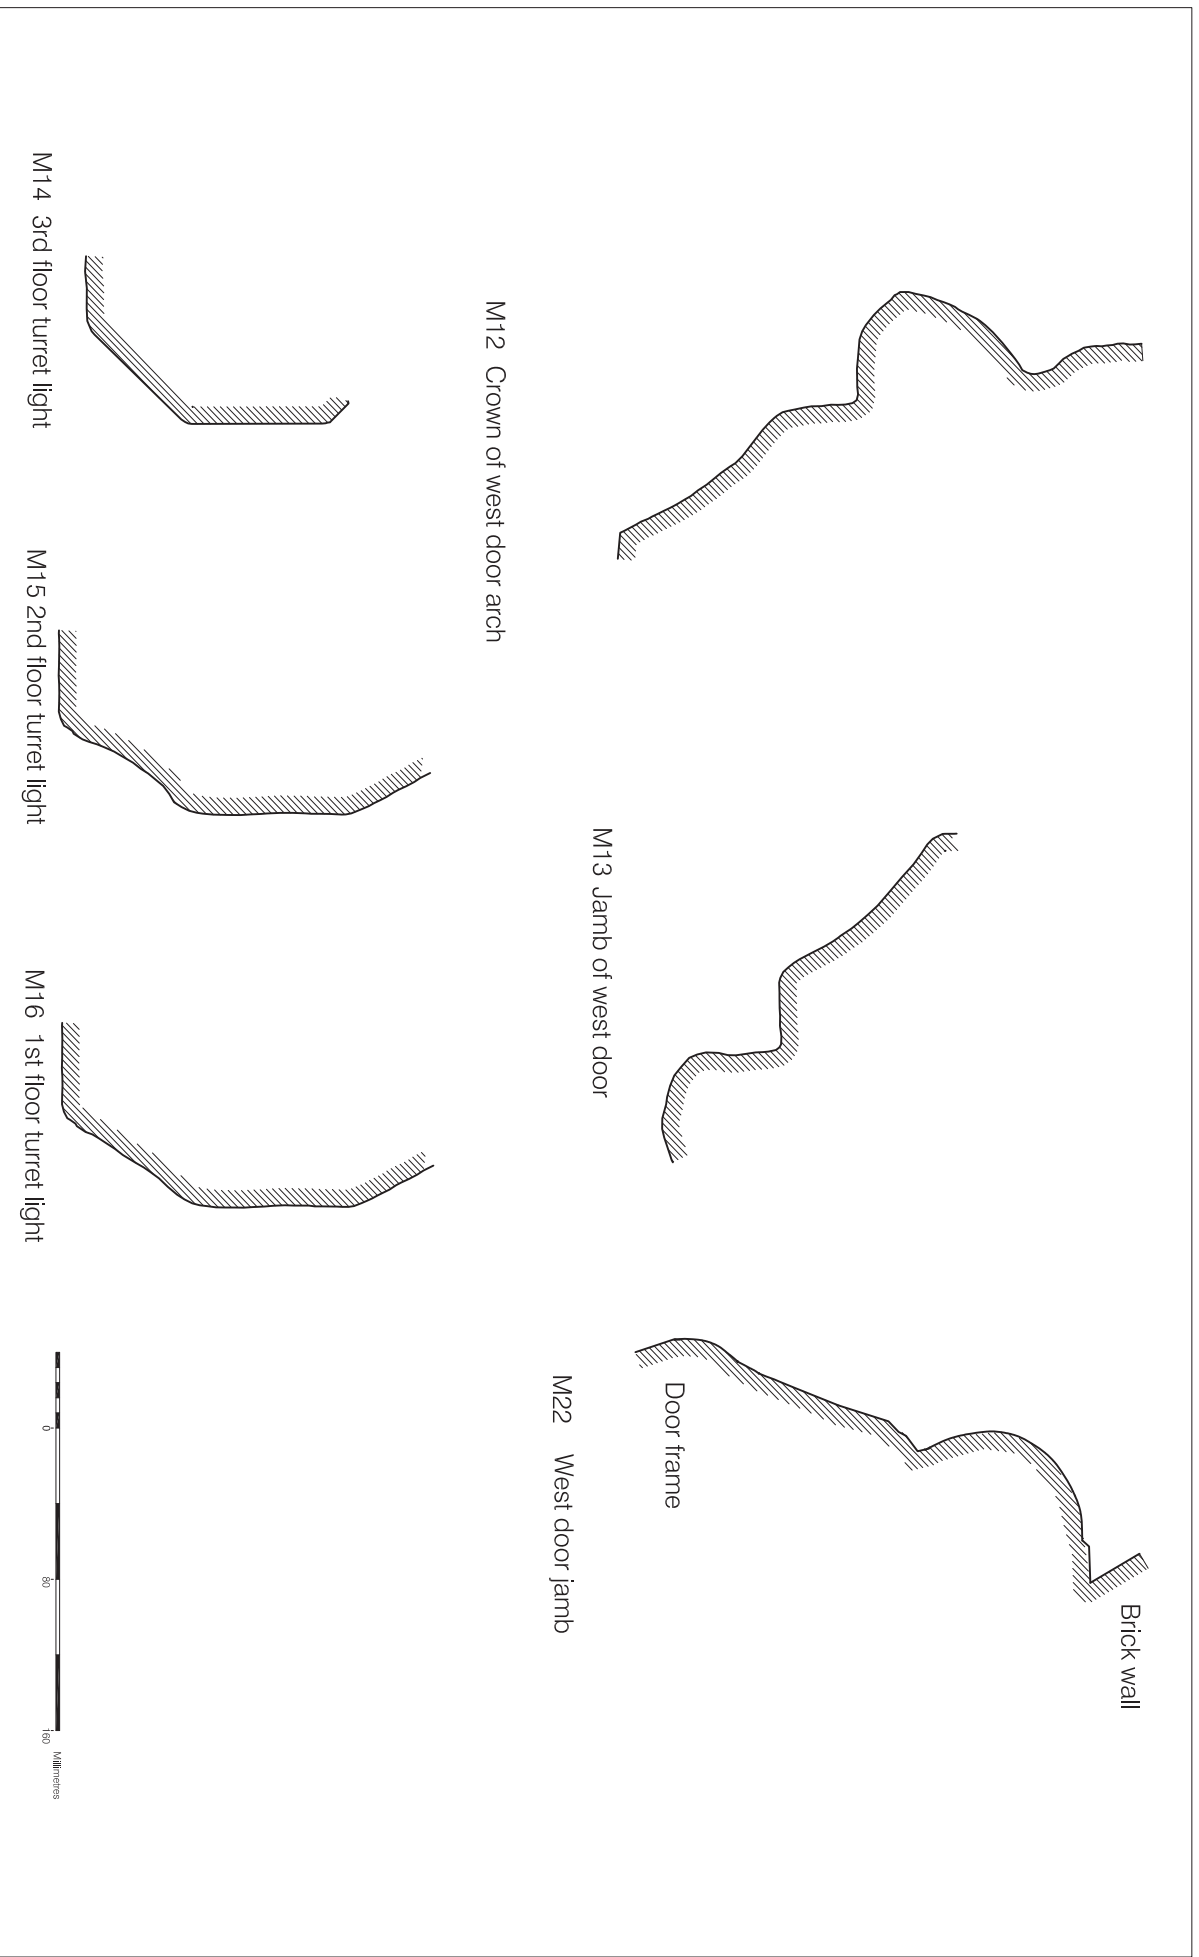 Brick wall
Door frame
M12 Crown of west door arch
M13 Jamb of west door
M22 West door jamb
M14 3rd floor turret light
M15 2nd floor turret light
M16 1st floor turret light
0 80 160 Millimetres